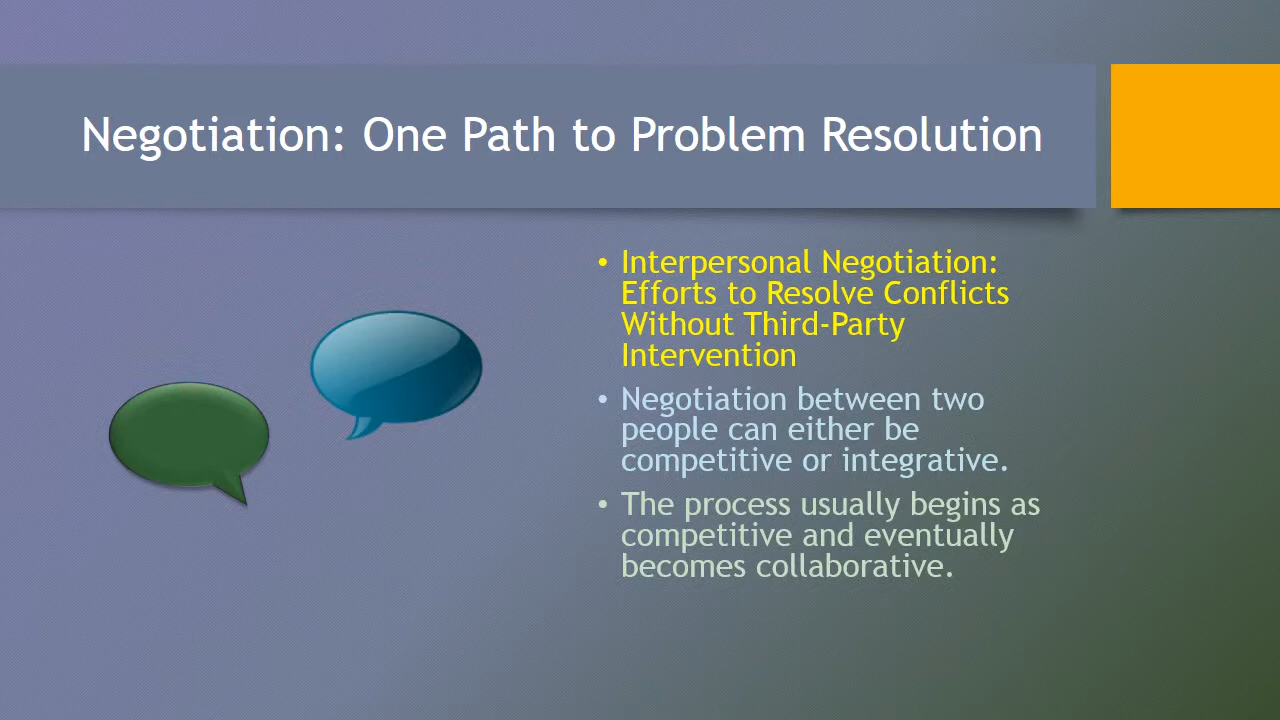 Negotiation: One Path to Problem Resolution
• Interpersonal Negotiation:
Efforts to Resolve Conflicts
Without Third-Party
Intervention
• Negotiation between two
people can either be
competitive or integrative.
• The process usually begins as
competitive and eventually
becomes collaborative.